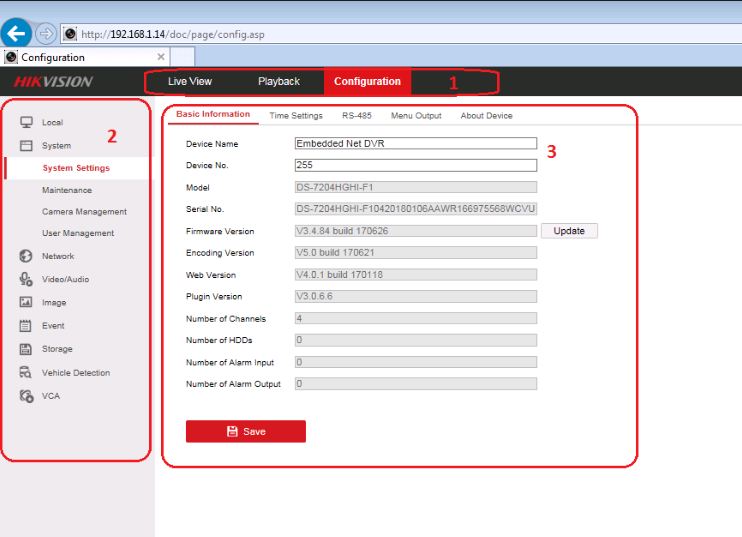 http://192.168.1.14/doc/page/config.asp
Configuration
HIKVISION Live View Playback Configuration 1
Local
2
System
System Settings
Maintenance
Camera Management
User Management
Network
Video/Audio
Image
Event
Storage
Vehicle Detection
VCA
Basic Information Time Settings RS-485 Menu Output About Device
3
Device Name Embedded Net DVR
Device No. 255
Model DS-7204HGHI-F1
Serial No. DS-7204HGHI-F10420180106AAWR166975568WCVU
Firmware Version V3.4.84 build 170626 Update
Encoding Version V5.0 build 170621
Web Version V4.0.1 build 170118
Plugin Version V3.0.6.6
Number of Channels 4
Number of HDDs 0
Number of Alarm Input 0
Number of Alarm Output 0
Save